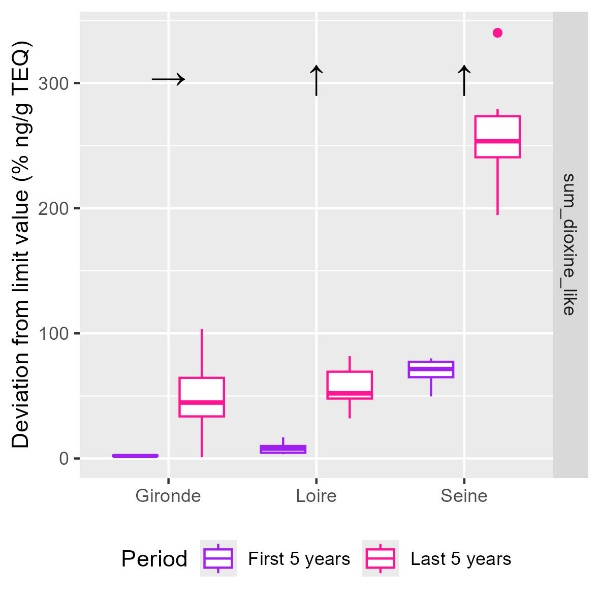 Deviation from limit value (% ng/g TEQ)
300
200
100
0
sum_dioxine_like
Gironde Loire Seine
Period First 5 years Last 5 years